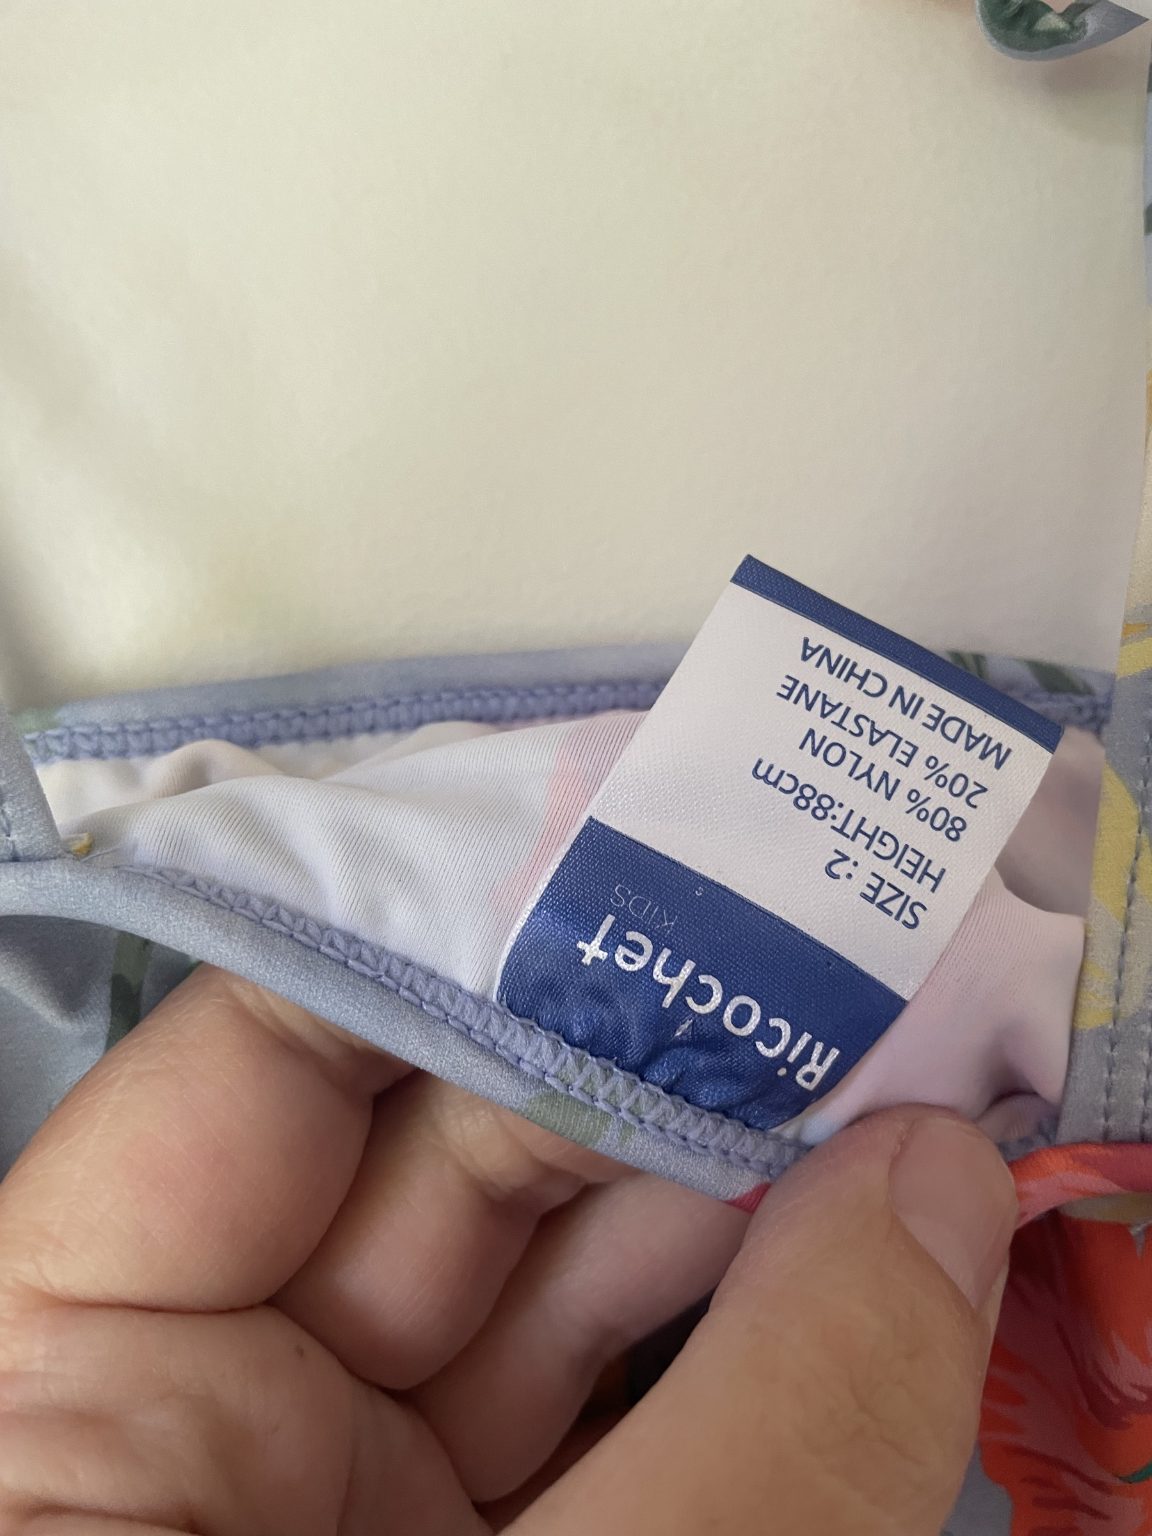 Ricochet
KIDS
SIZE :2
HEIGHT:88cm
80% NYLON
20% ELASTANE
MADE IN CHINA